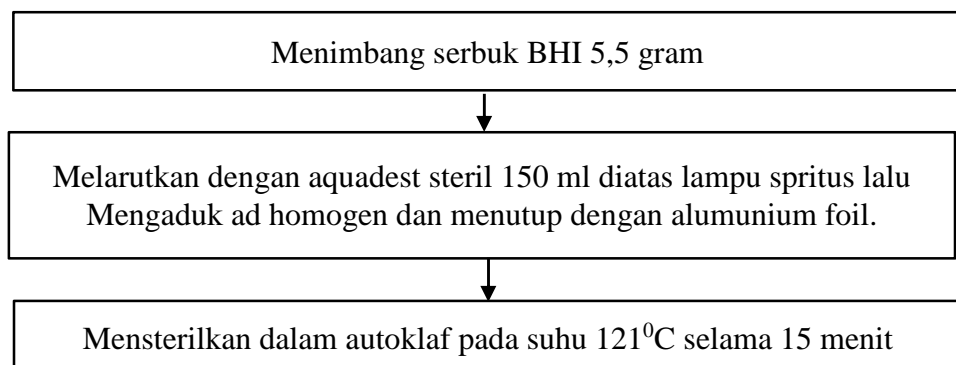 Menimbang serbuk BHI 5,5 gram
Melarutkan dengan aquadest steril 150 ml diatas lampu spritus lalu
Mengaduk ad homogen dan menutup dengan alumunium foil.
Mensterilkan dalam autoklaf pada suhu 121⁰C selama 15 menit